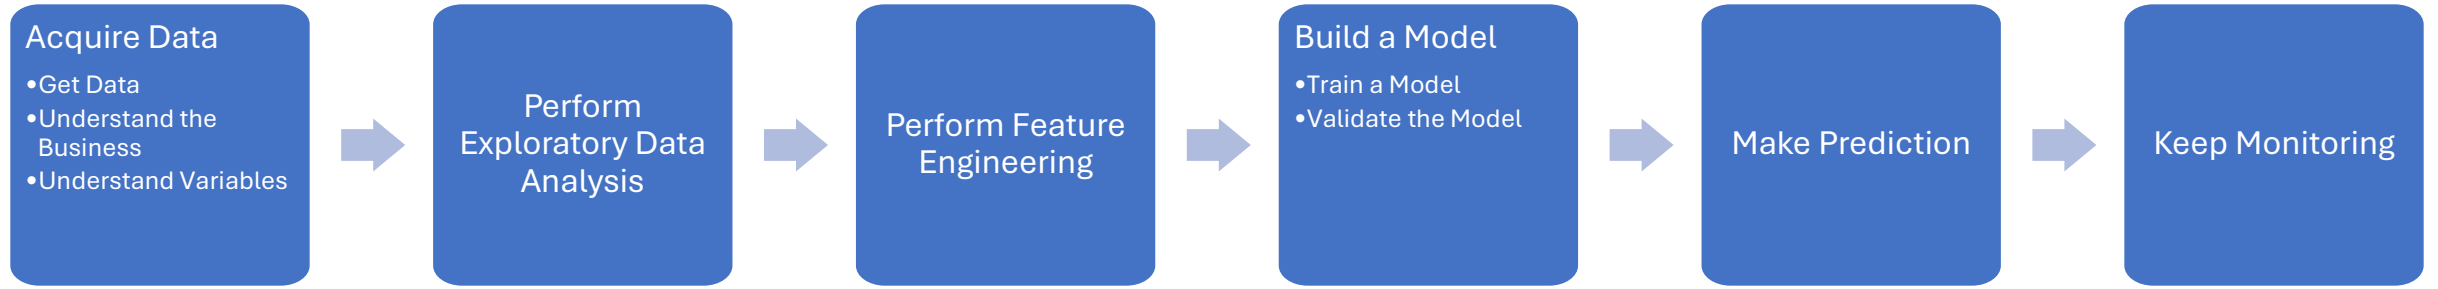 Acquire Data
•Get Data
•Understand the
Business
•Understand Variables
Perform
Exploratory Data
Analysis
Perform Feature
Engineering
Build a Model
•Train a Model
•Validate the Model
Make Prediction
Keep Monitoring